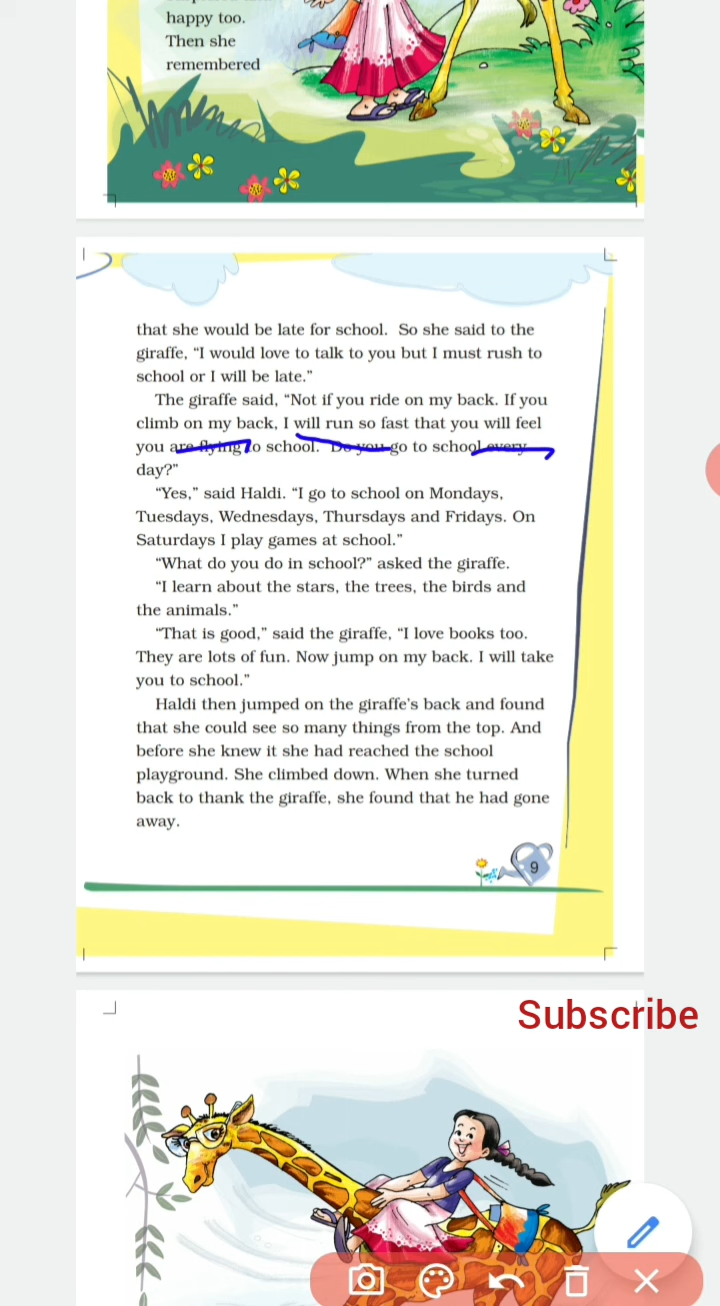 happy too.
Then she
remembered
that she would be late for school. So she said to the
giraffe, “I would love to talk to you but I must rush to
school or I will be late.”
The giraffe said, “Not if you ride on my back. If you
climb on my back, I will run so fast that you will feel
you are flying to school. Do you go to school every
day?”
“Yes,” said Haldi. “I go to school on Mondays,
Tuesdays, Wednesdays, Thursdays and Fridays. On
Saturdays I play games at school.”
“What do you do in school?” asked the giraffe.
“I learn about the stars, the trees, the birds and
the animals.”
“That is good,” said the giraffe, “I love books too.
They are lots of fun. Now jump on my back. I will take
you to school.”
Haldi then jumped on the giraffe’s back and found
that she could see so many things from the top. And
before she knew it she had reached the school
playground. She climbed down. When she turned
back to thank the giraffe, she found that he had gone
away.
9
Subscribe